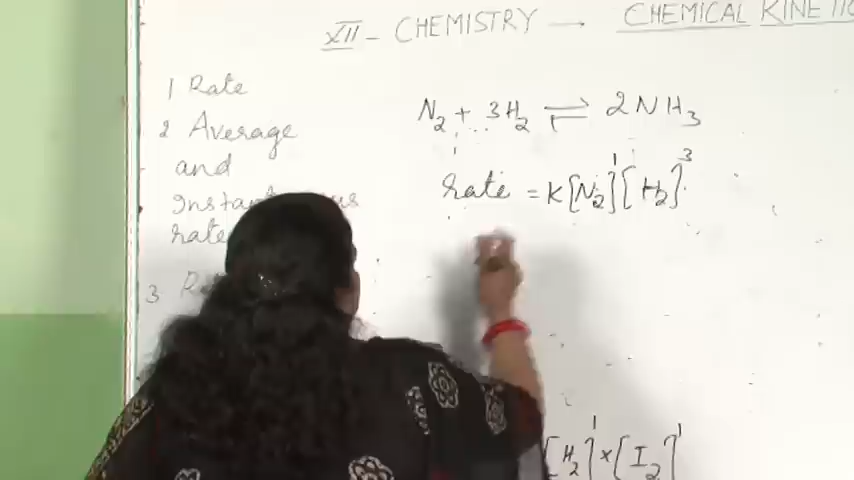 XII - CHEMISTRY → CHEMICAL KINETIC
1 Rate
2 Average
and
rate
3
N₂ + 3H₂ ⇌ 2NH₃
rate = K[N₂]¹[H₂]³
[H₂]¹×[I₂]¹